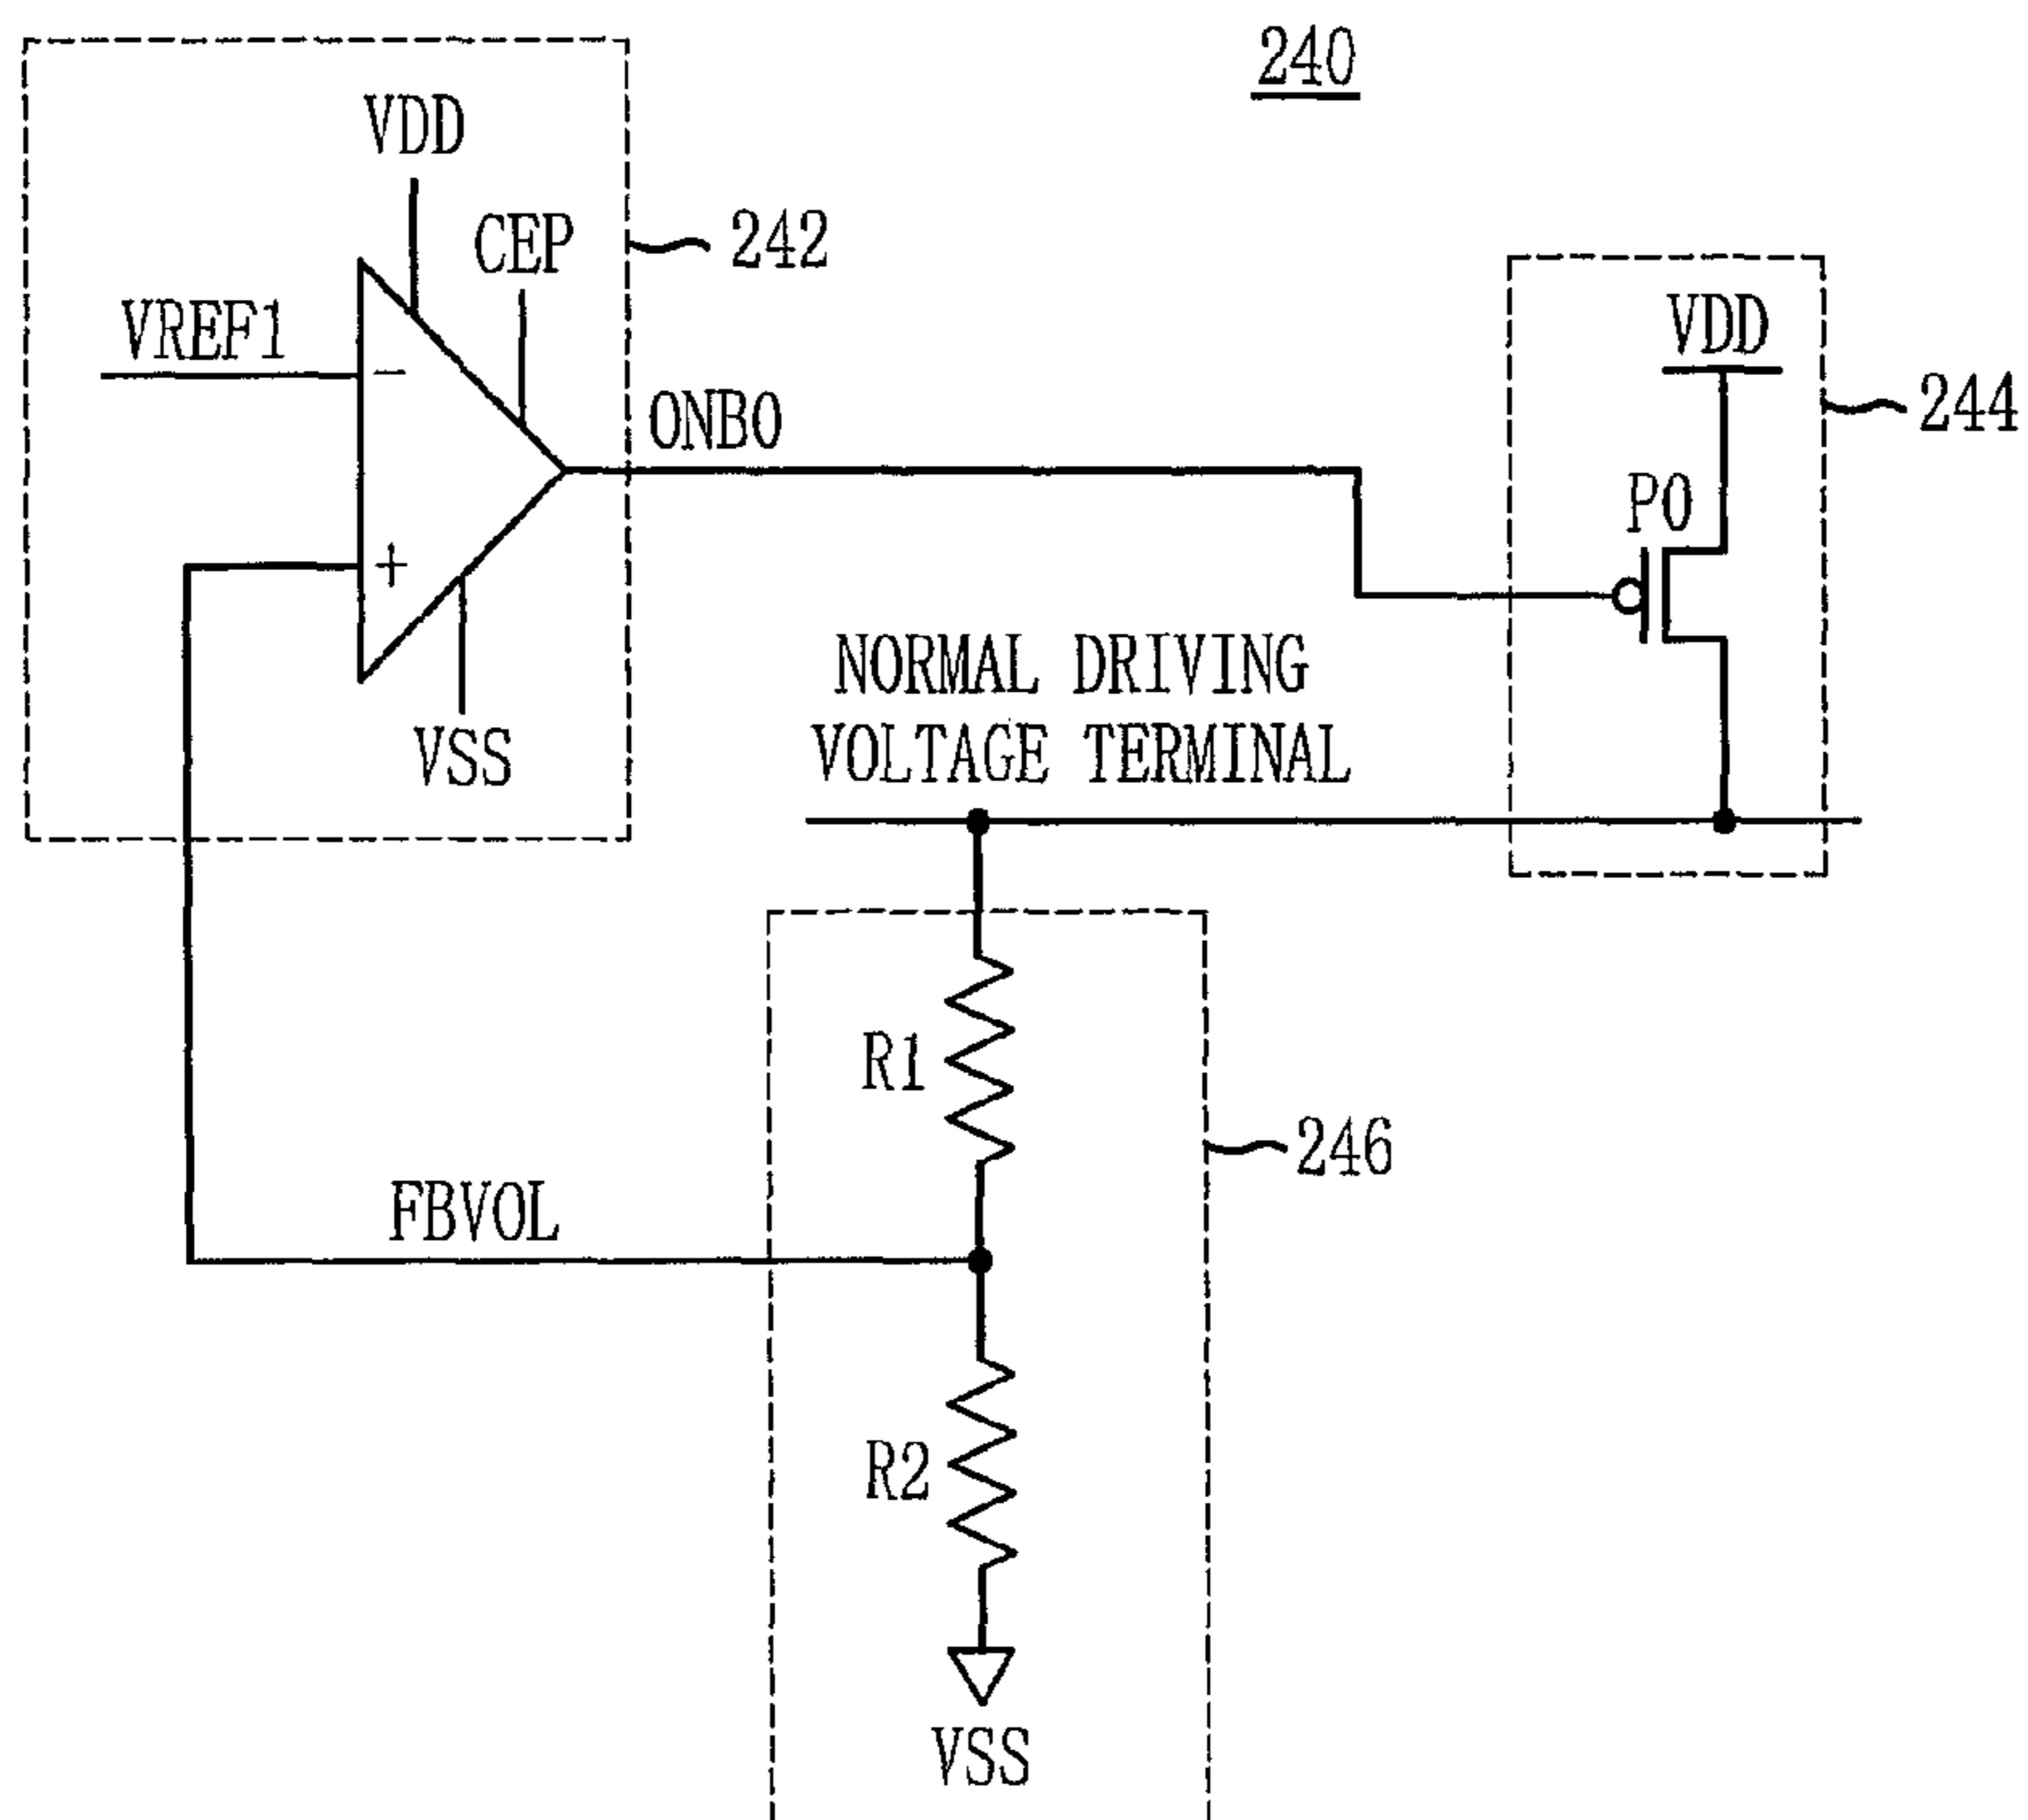 240
VDD
CEP
242
VREF1
-
ONB0
+
VSS
VDD
244
P0
NORMAL DRIVING
VOLTAGE TERMINAL
R1
246
FBVOL
R2
VSS